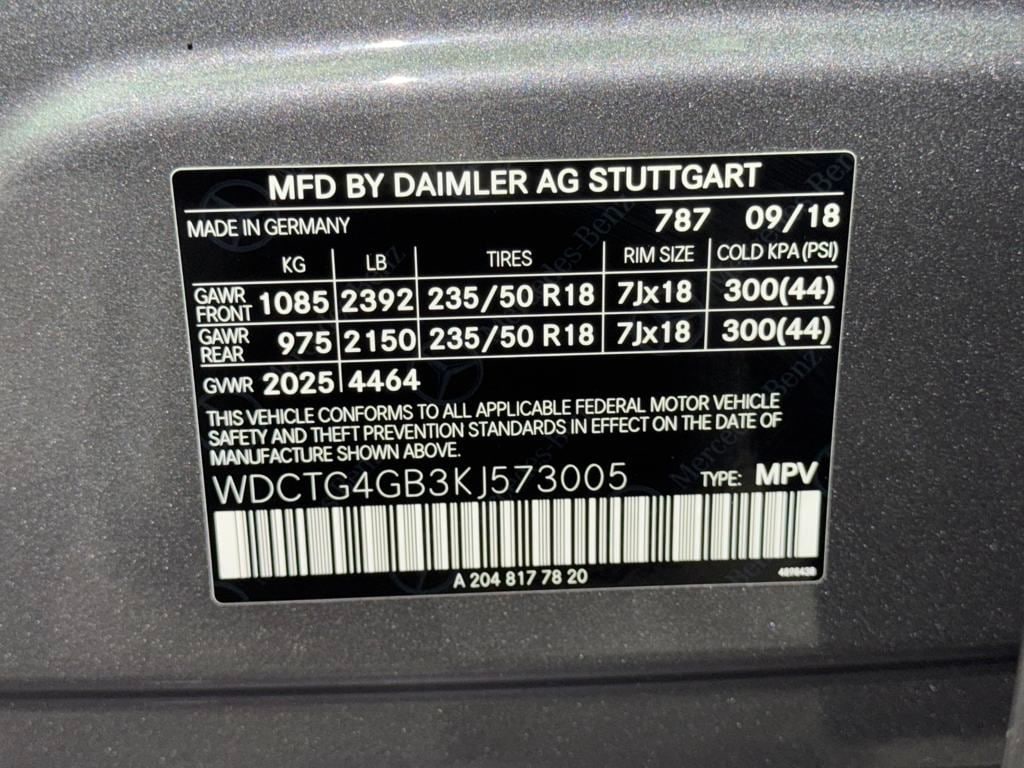 MFD BY DAIMLER AG STUTTGART
MADE IN GERMANY 787 09/18
KG LB TIRES RIM SIZE COLD KPA (PSI)
GAWR FRONT 1085 2392 235/50 R18 7Jx18 300(44)
GAWR REAR 975 2150 235/50 R18 7Jx18 300(44)
GVWR 2025 4464
THIS VEHICLE CONFORMS TO ALL APPLICABLE FEDERAL MOTOR VEHICLE
SAFETY AND THEFT PREVENTION STANDARDS IN EFFECT ON THE DATE OF
MANUFACTURE SHOWN ABOVE.
WDCTG4GB3KJ573005 TYPE: MPV
A 204 817 78 20